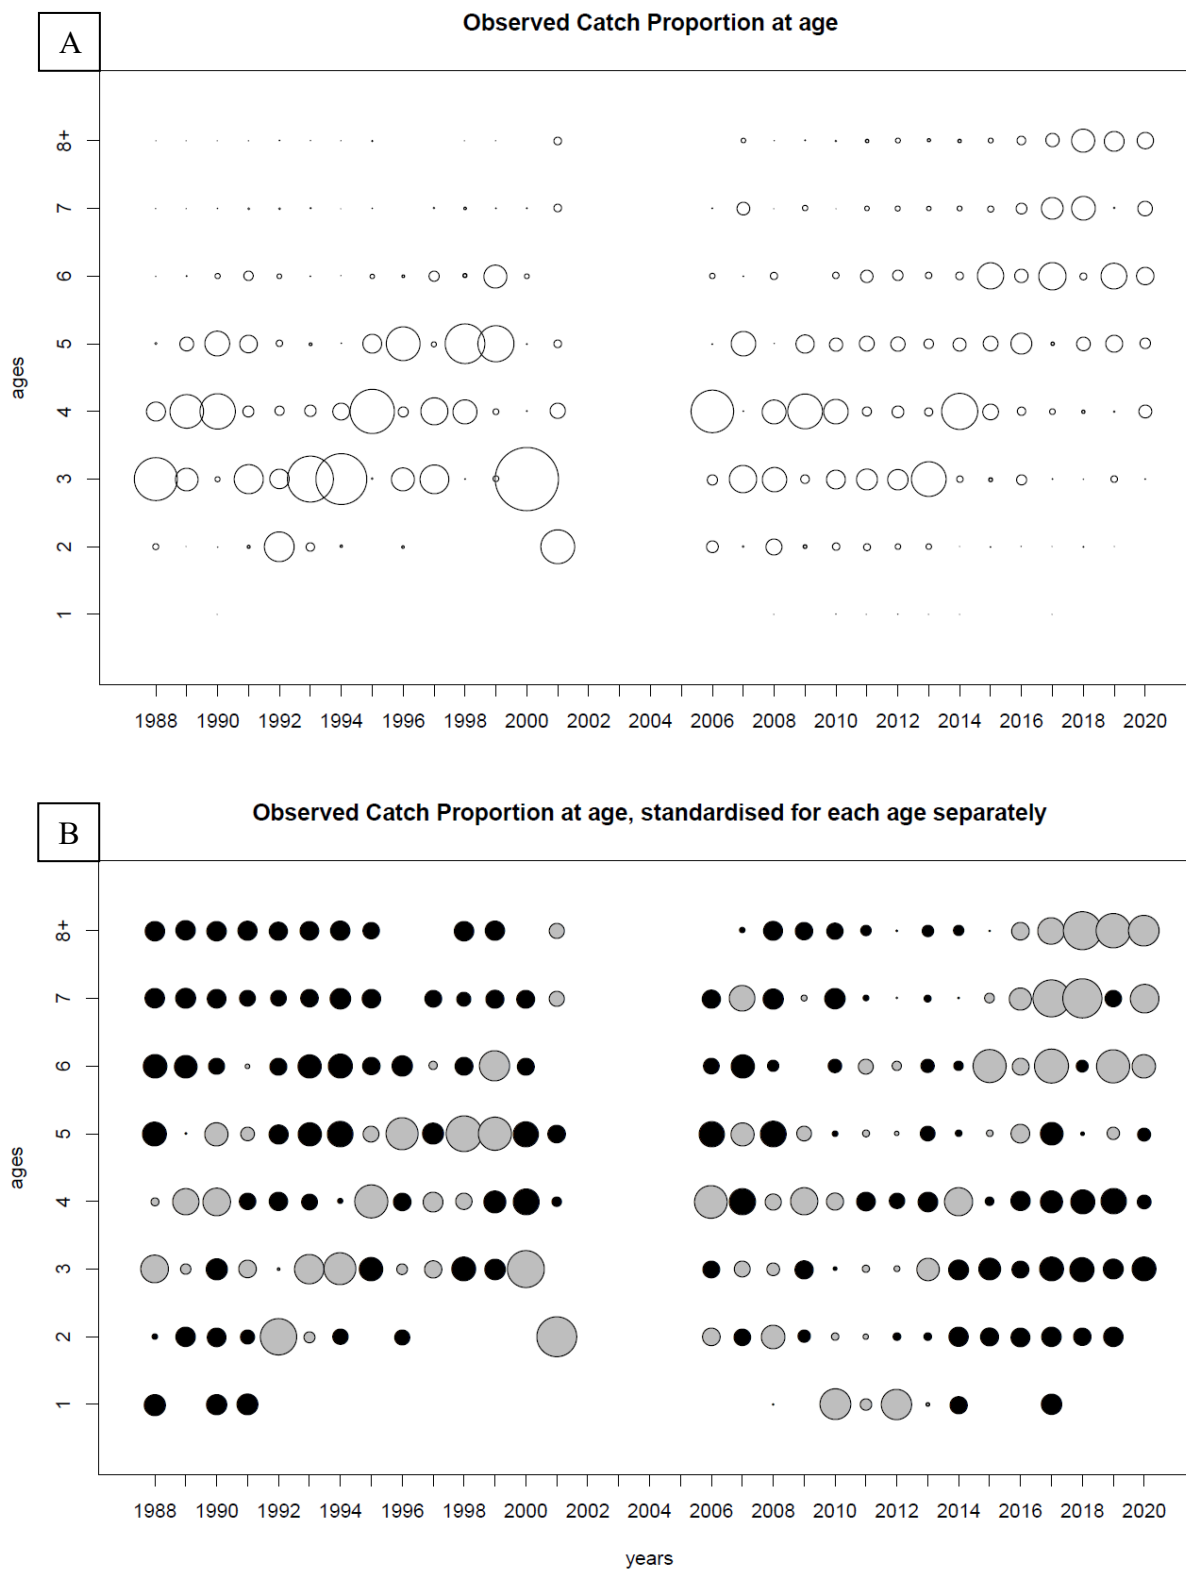 A
Observed Catch Proportion at age
8+
7
6
5
4
3
2
1
ages
1988 1990 1992 1994 1996 1998 2000 2002 2004 2006 2008 2010 2012 2014 2016 2018 2020
B
Observed Catch Proportion at age, standardised for each age separately
8+
7
6
5
4
3
2
1
ages
1988 1990 1992 1994 1996 1998 2000 2002 2004 2006 2008 2010 2012 2014 2016 2018 2020
years